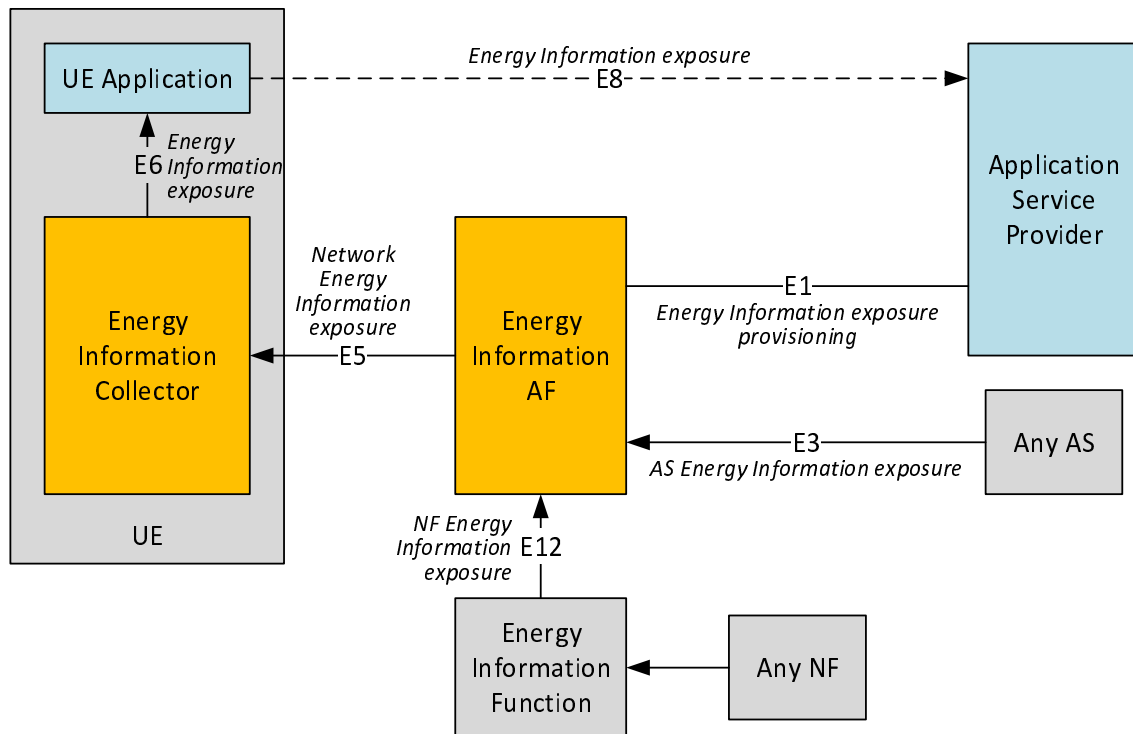 Energy Information exposure
E8
UE Application
E6
Energy
Information
exposure
Application
Service
Provider
Network
Energy
Information
exposure
E5
Energy
Information
Collector
UE
Energy
Information
AF
E1
Energy Information exposure
provisioning
E3
AS Energy Information exposure
Any AS
NF Energy
Information
exposure
E12
Energy
Information
Function
Any NF